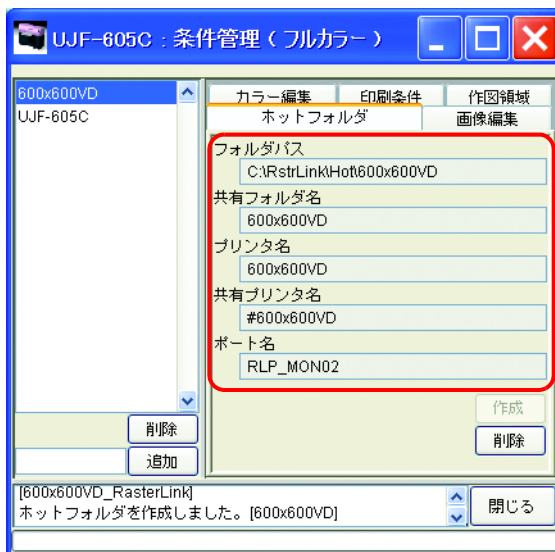 UJF-605C : 条件管理 ( フルカラー )
600x600VD
UJF-605C
カラー編集 印刷条件 作図領域
ホットフォルダ 画像編集
フォルダパス
C:\RstrLink\Hot\600x600VD
共有フォルダ名
600x600VD
プリンタ名
600x600VD
共有プリンタ名
#600x600VD
ポート名
RLP_MON02
作成
削除
削除
追加
[600x600VD_RasterLink]
ホットフォルダを作成しました。[600x600VD]
閉じる